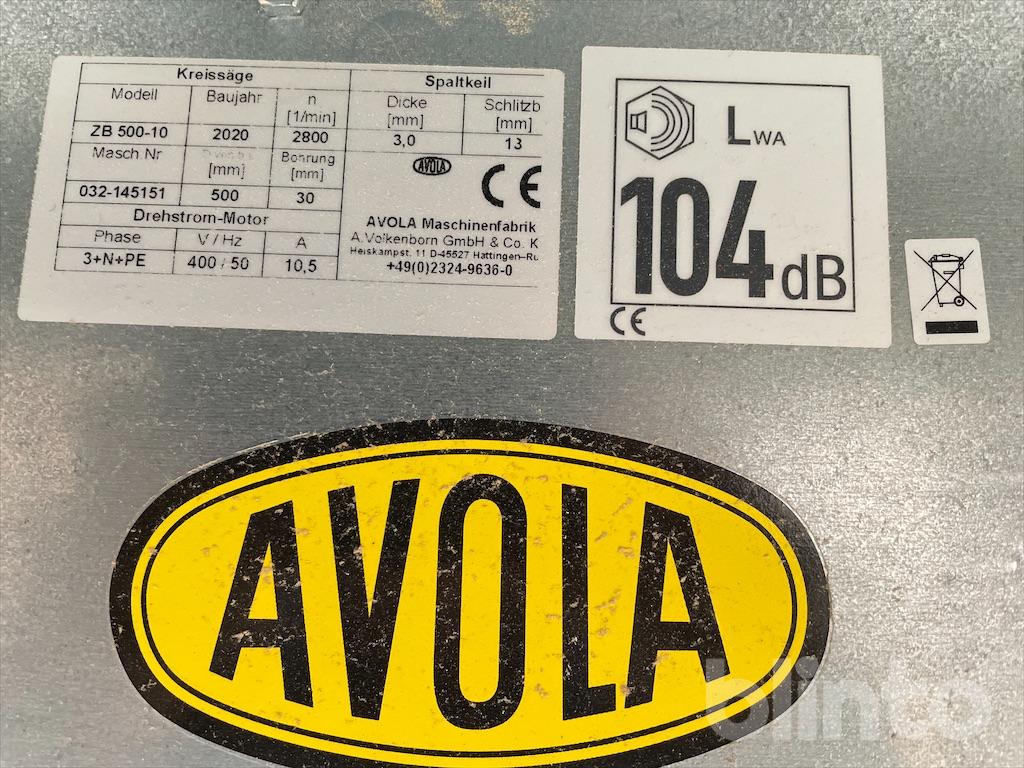 Kreissäge
Modell Baujahr n [1/min]
ZB 500-10 2020 2800
Masch.Nr [mm] Bohrung [mm]
032-145151 500 30
Drehstrom-Motor
Phase V / Hz A
3+N+PE 400 / 50 10,5
Spaltkeil
Dicke [mm] Schlitzb [mm]
3,0 13
AVOLA
CE
AVOLA Maschinenfabrik
A.Volkenborn GmbH & Co. K
Heiskampst. 11 D-45527 Hattingen-Ru
+49(0)2324-9636-0
LWA
104dB
CE
AVOLA
blinto